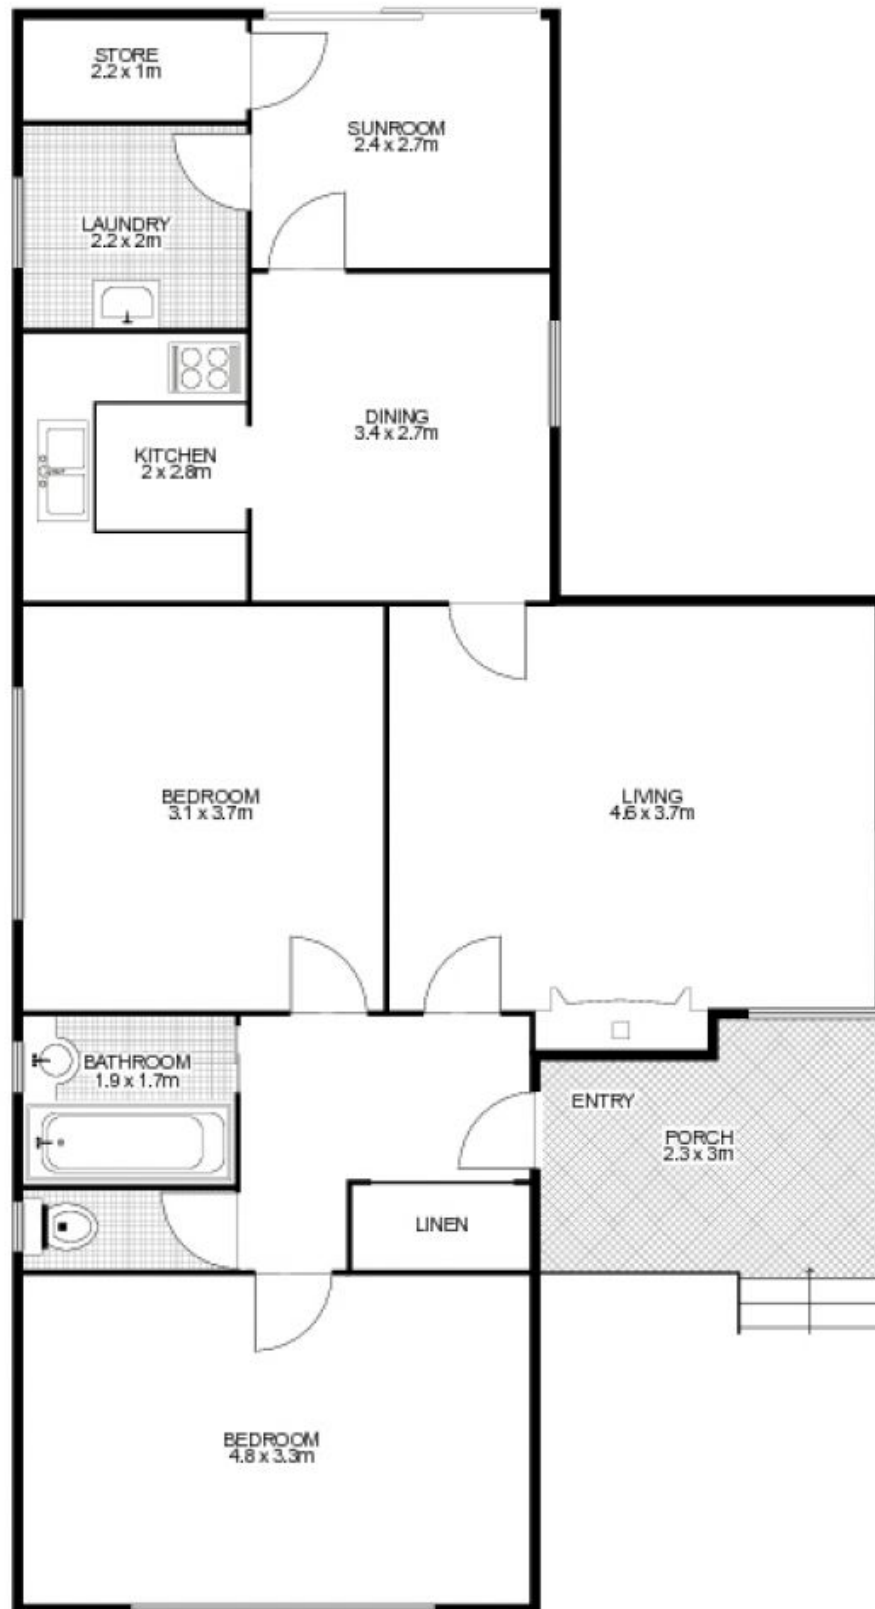 STORE
2.2 x 1m
SUNROOM
2.4 x 2.7m
LAUNDRY
2.2 x 2m
DINING
3.4 x 2.7m
KITCHEN
2 x 2.8m
BEDROOM
3.1 x 3.7m
LIVING
4.6 x 3.7m
BATHROOM
1.9 x 1.7m
ENTRY
PORCH
2.3 x 3m
LINEN
BEDROOM
4.8 x 3.3m